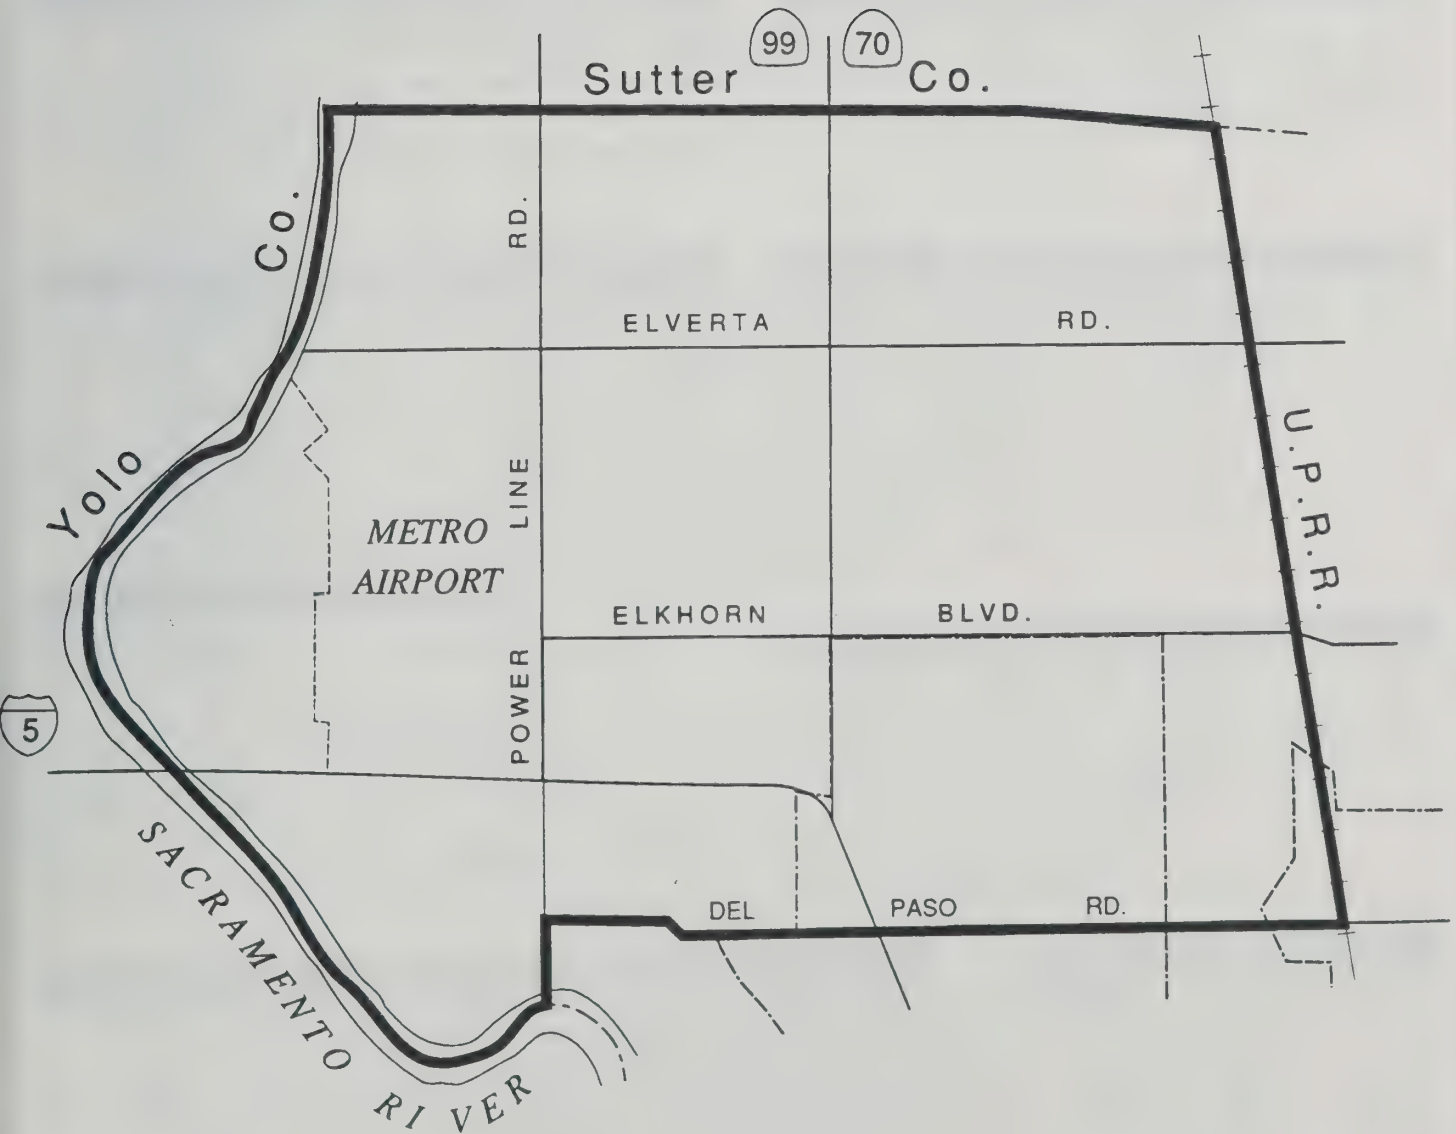 99
70
Sutter Co.
Yolo Co.
POWER LINE RD.
ELVERTA RD.
U.P.R.R.
METRO
AIRPORT
ELKHORN BLVD.
5
DEL PASO RD.
SACRAMENTO RIVER